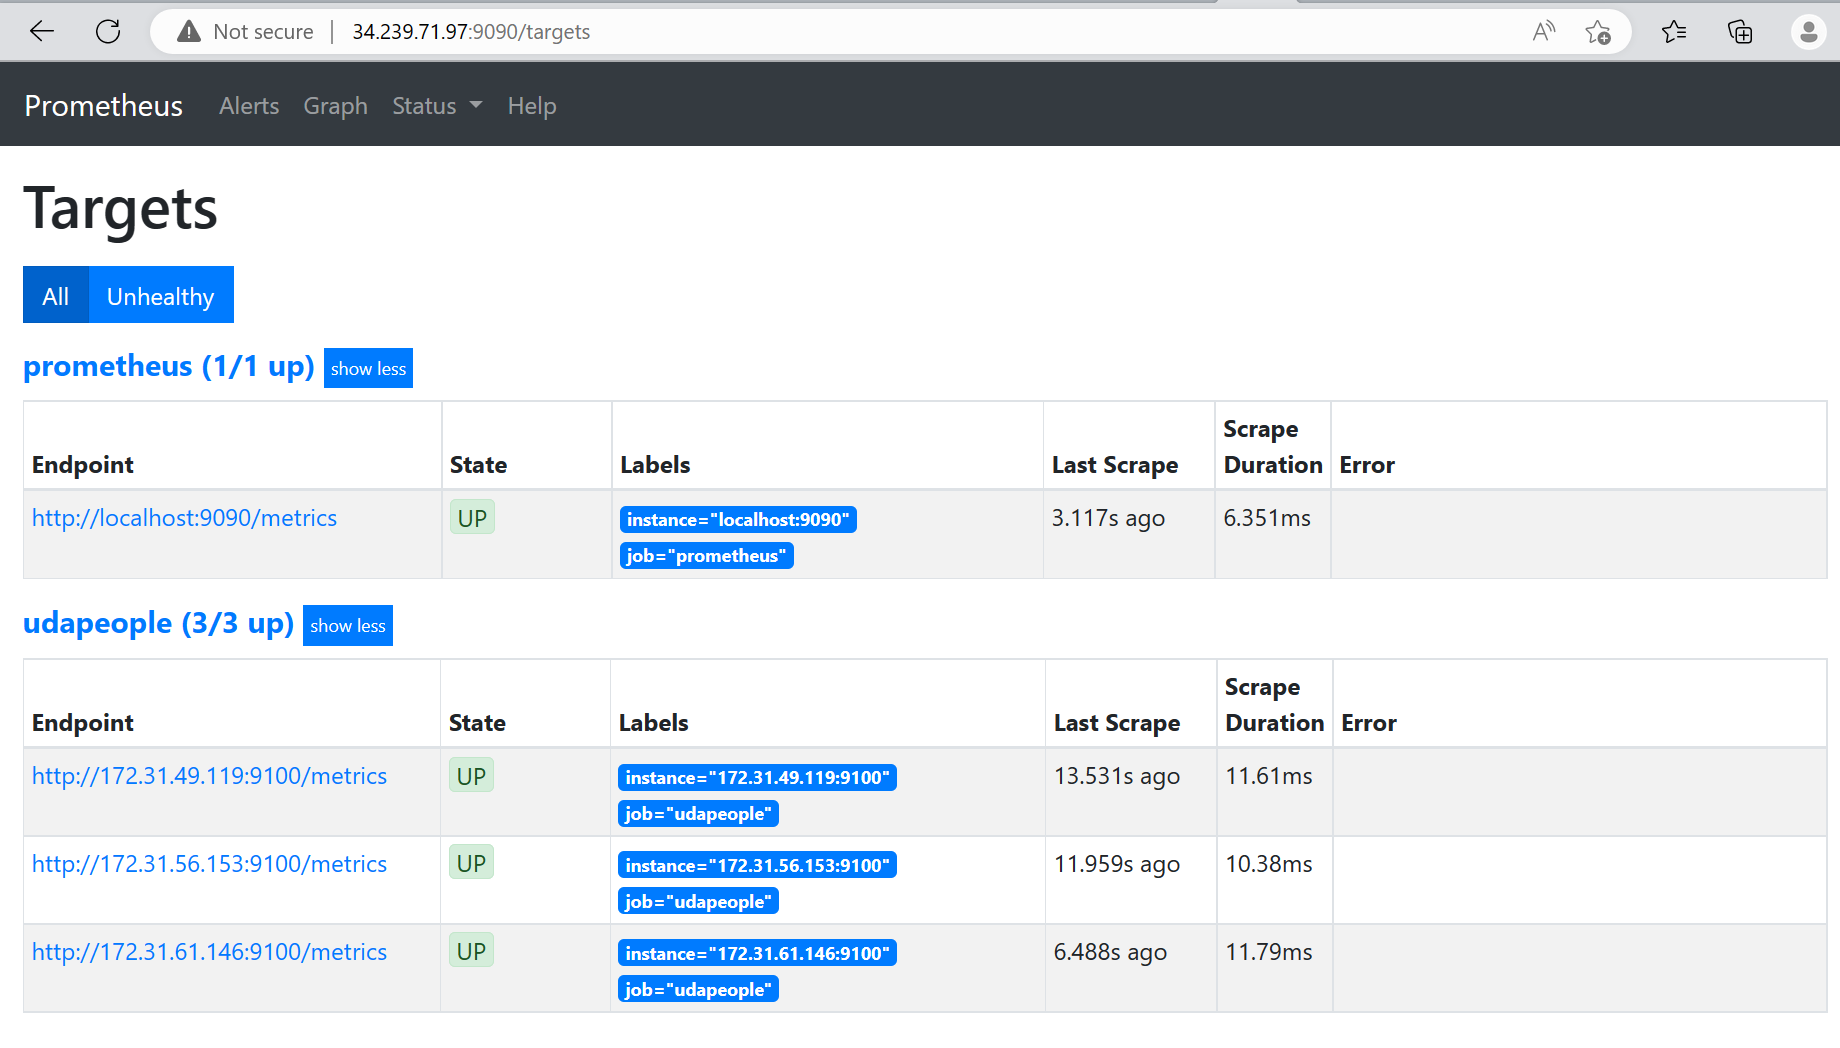 Not secure | 34.239.71.97:9090/targets
Prometheus Alerts Graph Status Help
Targets
All Unhealthy
prometheus (1/1 up) show less
Endpoint State Labels Last Scrape Scrape Duration Error
http://localhost:9090/metrics UP instance="localhost:9090" 3.117s ago 6.351ms
job="prometheus"
udapeople (3/3 up) show less
Endpoint State Labels Last Scrape Scrape Duration Error
http://172.31.49.119:9100/metrics UP instance="172.31.49.119:9100" 13.531s ago 11.61ms
job="udapeople"
http://172.31.56.153:9100/metrics UP instance="172.31.56.153:9100" 11.959s ago 10.38ms
job="udapeople"
http://172.31.61.146:9100/metrics UP instance="172.31.61.146:9100" 6.488s ago 11.79ms
job="udapeople"